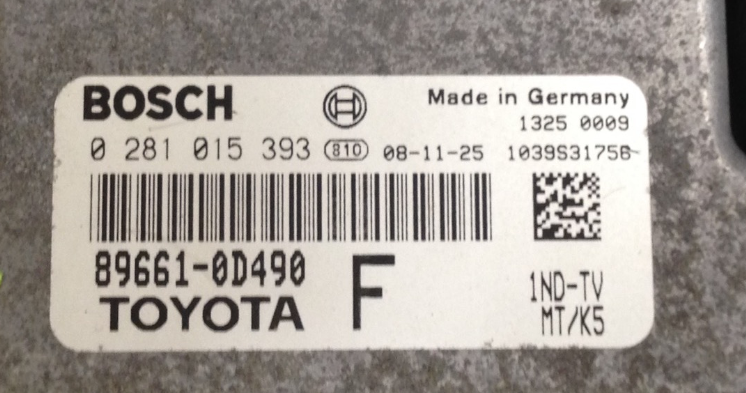 BOSCH
Made in Germany
1325 0009
0 281 015 393 810 08-11-25 1039S31756
89661-0D490 F
TOYOTA
1ND-TV
MT/K5